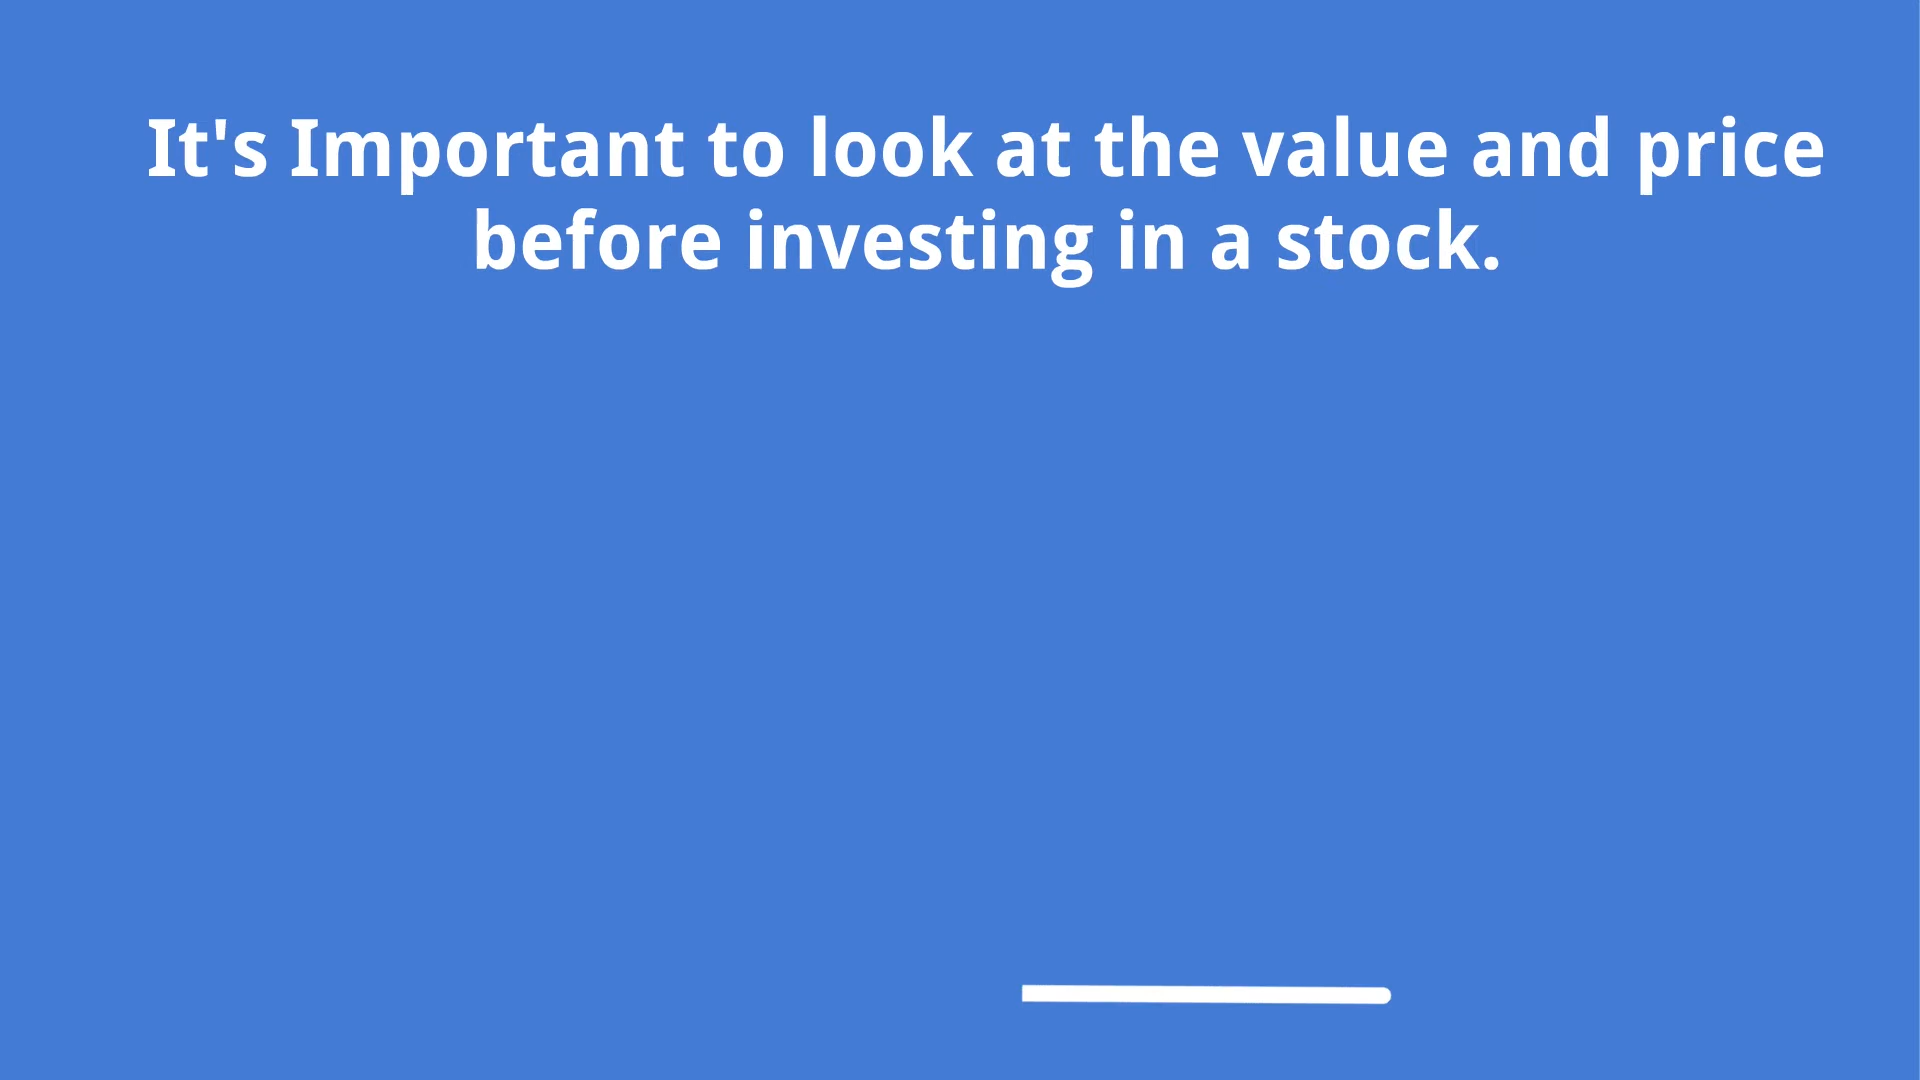 It's Important to look at the value and price
before investing in a stock.